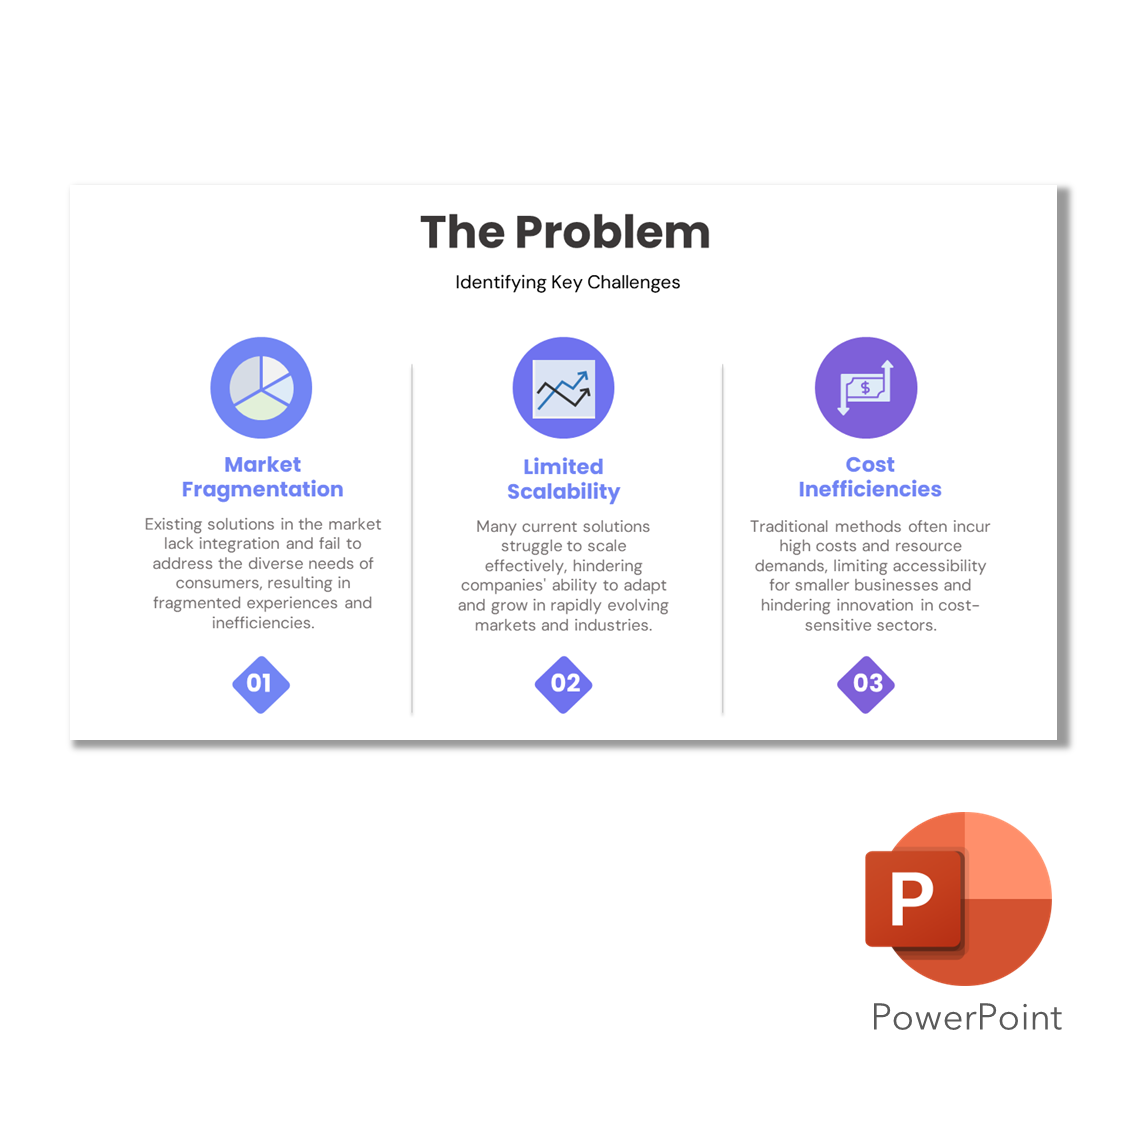 The Problem
Identifying Key Challenges
$
Market
Fragmentation
Existing solutions in the market
lack integration and fail to
address the diverse needs of
consumers, resulting in
fragmented experiences and
inefficiencies.
01
Limited
Scalability
Many current solutions
struggle to scale
effectively, hindering
companies' ability to adapt
and grow in rapidly evolving
markets and industries.
02
Cost
Inefficiencies
Traditional methods often incur
high costs and resource
demands, limiting accessibility
for smaller businesses and
hindering innovation in cost-
sensitive sectors.
03
P
PowerPoint